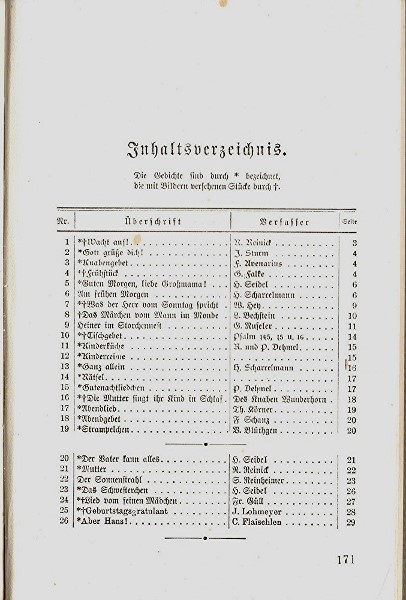 Inhaltsverzeichnis.
Die Gedichte sind durch * bezeichnet,
die mit Bildern versehenen Stücke durch †.
Nr. Überschrift Verfasser Seite
1 *†Wacht auf! R. Reinick 3
2 *Gott grüße dich! J. Sturm 4
3 *Knabengebet F. Avenarius 4
4 *†Frühstück G. Falke 4
5 *Guten Morgen, liebe Großmama! H. Seidel 6
6 Am frühen Morgen H. Scharrelmann 6
7 *†Was der Herr vom Sonntag spricht W. Hey 9
8 †Das Märchen vom Mann im Monde L. Bechstein 10
9 Heiner im Storchennest G. Ruseler 11
10 *†Tischgebet Psalm 145, 15 u. 16 14
11 *Kinderküche R. und P. Dehmel 15
12 *Kinderreime 15
13 *Ganz allein H. Scharrelmann 16
14 *Rätsel 17
15 *Gutenachtliedchen P. Dehmel 17
16 *†Die Mutter singt ihr Kind in Schlaf Des Knaben Wunderhorn 18
17 *Abendlied Th. Körner 19
18 *Abendgebet F. Schanz 20
19 *Strampelchen V. Blüthgen 20
20 *Der Vater kann alles H. Seidel 21
21 *Mutter R. Reinick 22
22 Der Sonnenstrahl S. Reinheimer 23
23 *Das Schwesterchen H. Seidel 26
24 *†Lied vom feinen Mädchen Fr. Güll 27
25 *†Geburtstagsgratulant J. Lohmeyer 28
26 *Aber Hans! C. Flaischlen 29
171